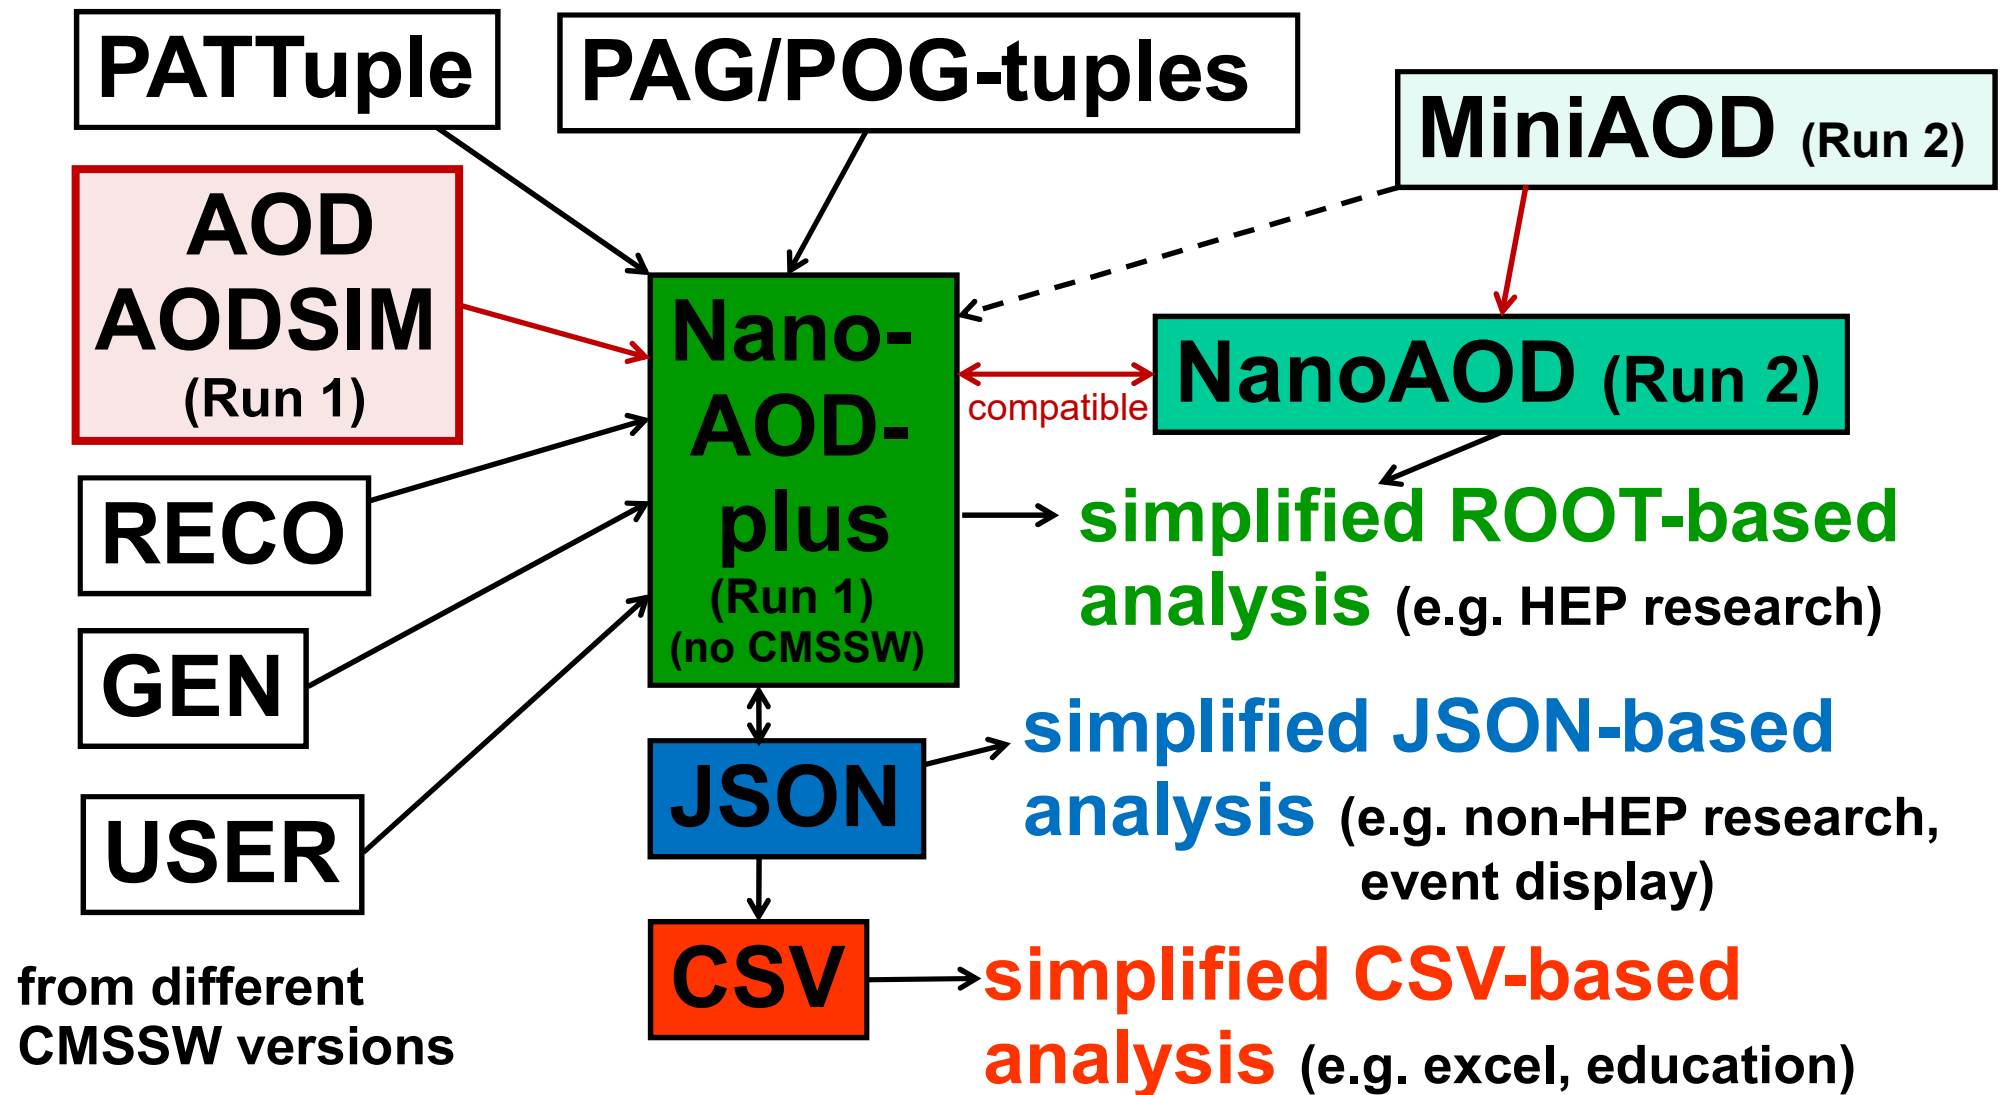 PATTuple
PAG/POG-tuples
MiniAOD (Run 2)
AOD
AODSIM
(Run 1)
Nano-
AOD-
plus
(Run 1)
(no CMSSW)
compatible
NanoAOD (Run 2)
RECO
GEN
USER
from different
CMSSW versions
simplified ROOT-based
analysis (e.g. HEP research)
JSON
simplified JSON-based
analysis (e.g. non-HEP research,
event display)
CSV
simplified CSV-based
analysis (e.g. excel, education)